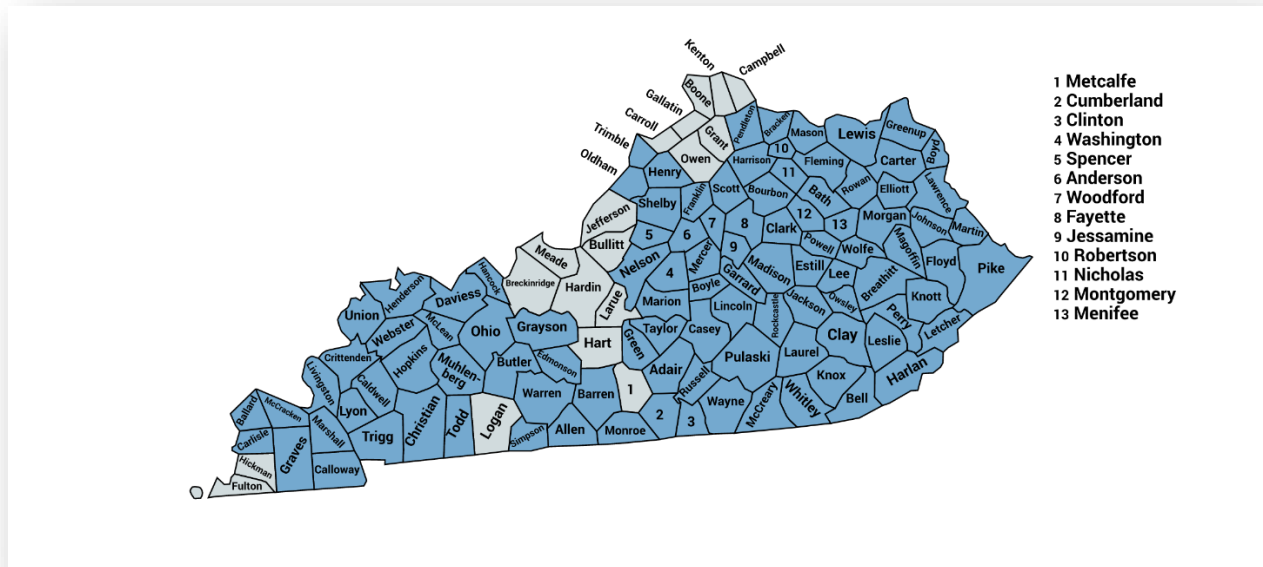 Kenton
Campbell
Boone
Gallatin
Carroll
Grant
Trimble
Owen
Oldham
Henry
Pendleton
Bracken
Mason
Lewis
Greenup
Boyd
10
Harrison
Fleming
Carter
11
Scott
Bourbon
Bath
Rowan
Elliott
Lawrence
Franklin
Shelby
Jefferson
Bullitt
5
6
7
8
Clark
12
13
Morgan
Johnson
Martin
9
Powell
Wolfe
Magoffin
Floyd
Pike
Nelson
4
Mercer
Garrard
Madison
Estill
Lee
Breathitt
Meade
Breckinridge
Hardin
Larue
Marion
Boyle
Lincoln
Rockcastle
Jackson
Owsley
Knott
Perry
Letcher
Hancock
Henderson
Daviess
Union
Webster
McLean
Ohio
Grayson
Hart
Green
Taylor
Casey
Pulaski
Laurel
Clay
Leslie
Harlan
Crittenden
Livingston
Hopkins
Muhlen-
berg
Butler
Edmonson
Adair
Russell
Knox
Bell
Caldwell
Lyon
Warren
Barren
1
Wayne
McCreary
Whitley
Ballard
McCracken
Marshall
Trigg
Christian
Todd
Logan
Simpson
Allen
Monroe
2
3
Carlisle
Graves
Calloway
Hickman
Fulton
1 Metcalfe
2 Cumberland
3 Clinton
4 Washington
5 Spencer
6 Anderson
7 Woodford
8 Fayette
9 Jessamine
10 Robertson
11 Nicholas
12 Montgomery
13 Menifee